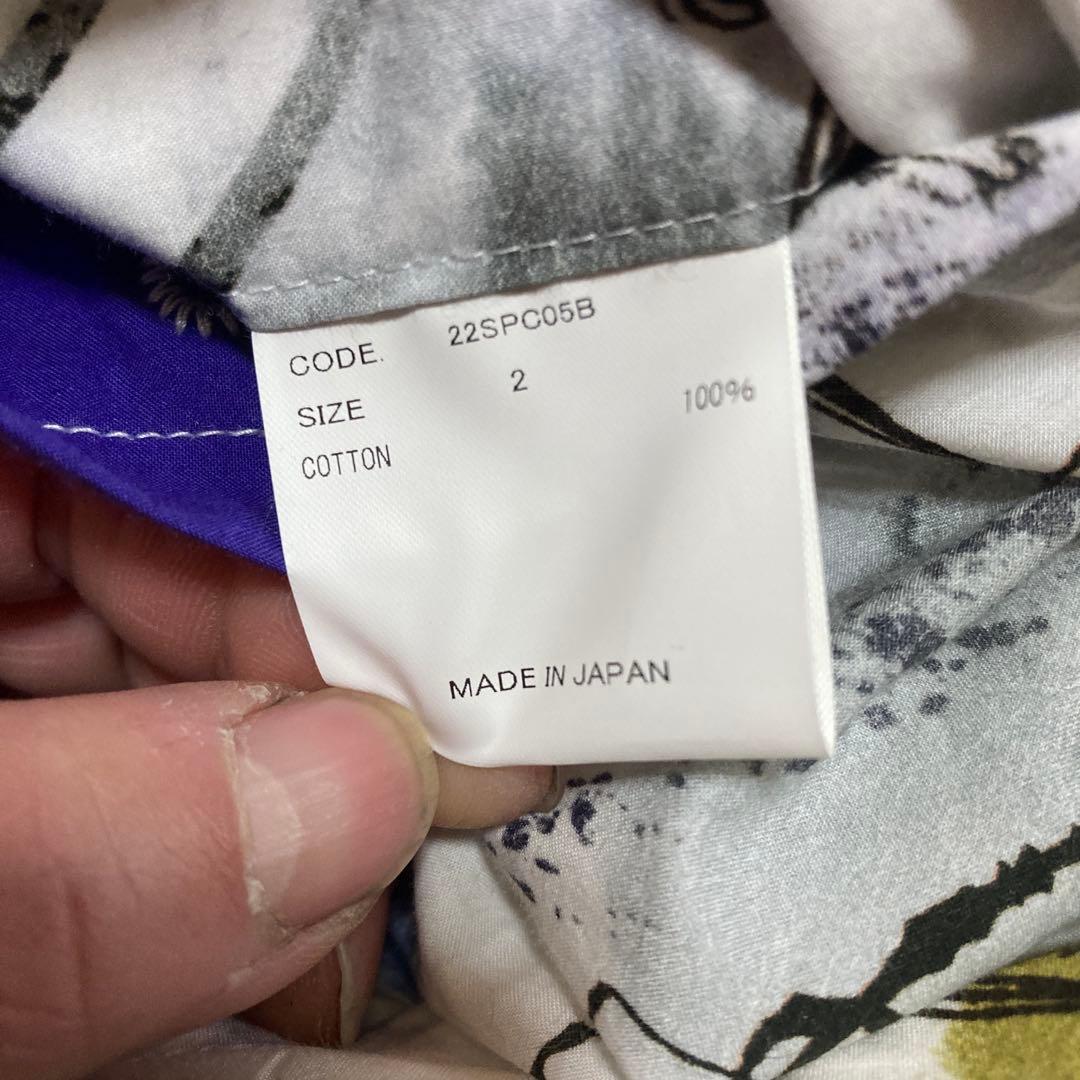 CODE. 22SPC05B
SIZE 2
COTTON 100%
MADE IN JAPAN